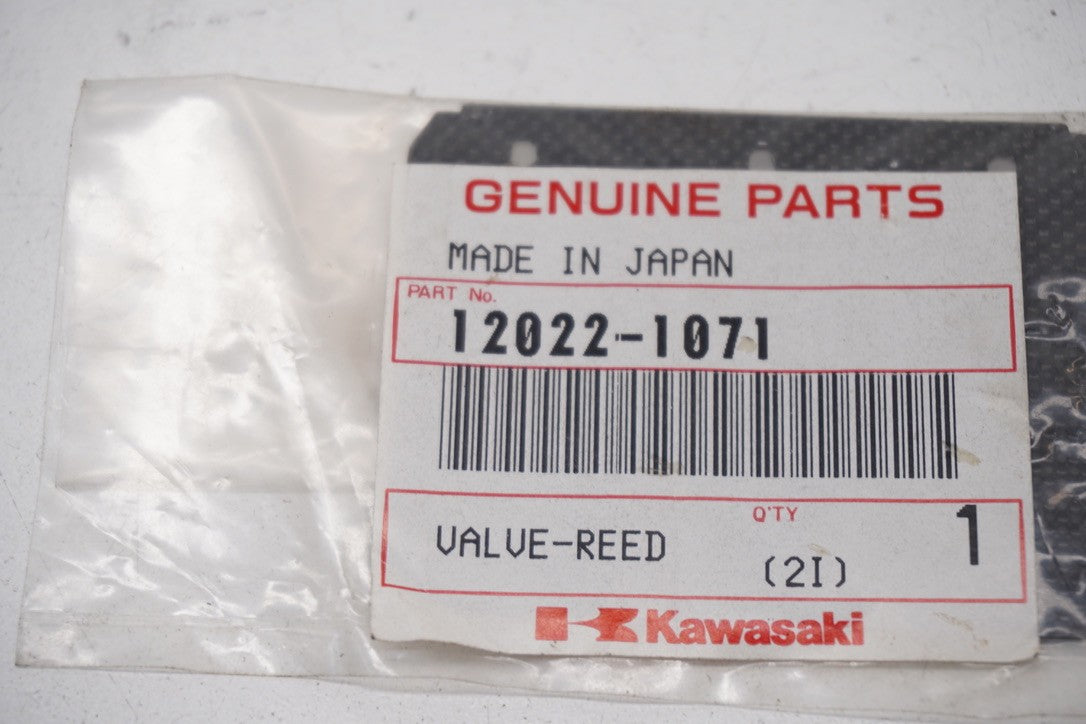 GENUINE PARTS
MADE IN JAPAN
PART No.
12022-1071
Q'TY
VALVE-REED 1
(2I)
Kawasaki